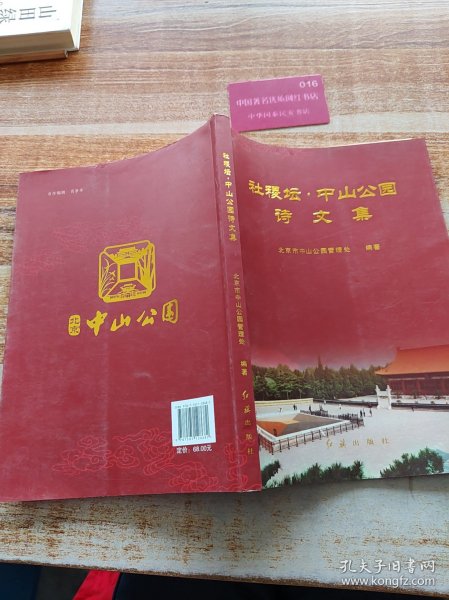 山田绿
016
中国著名连锁网红书店
社稷坛·中山公园
诗文集
北京市中山公园管理处 编著
红旗出版社
社稷坛·中山公园诗文集
北京市中山公园管理处 编著
红旗出版社
北京
中山公园
定价：68.00元
孔夫子旧书网
www.kongfz.com